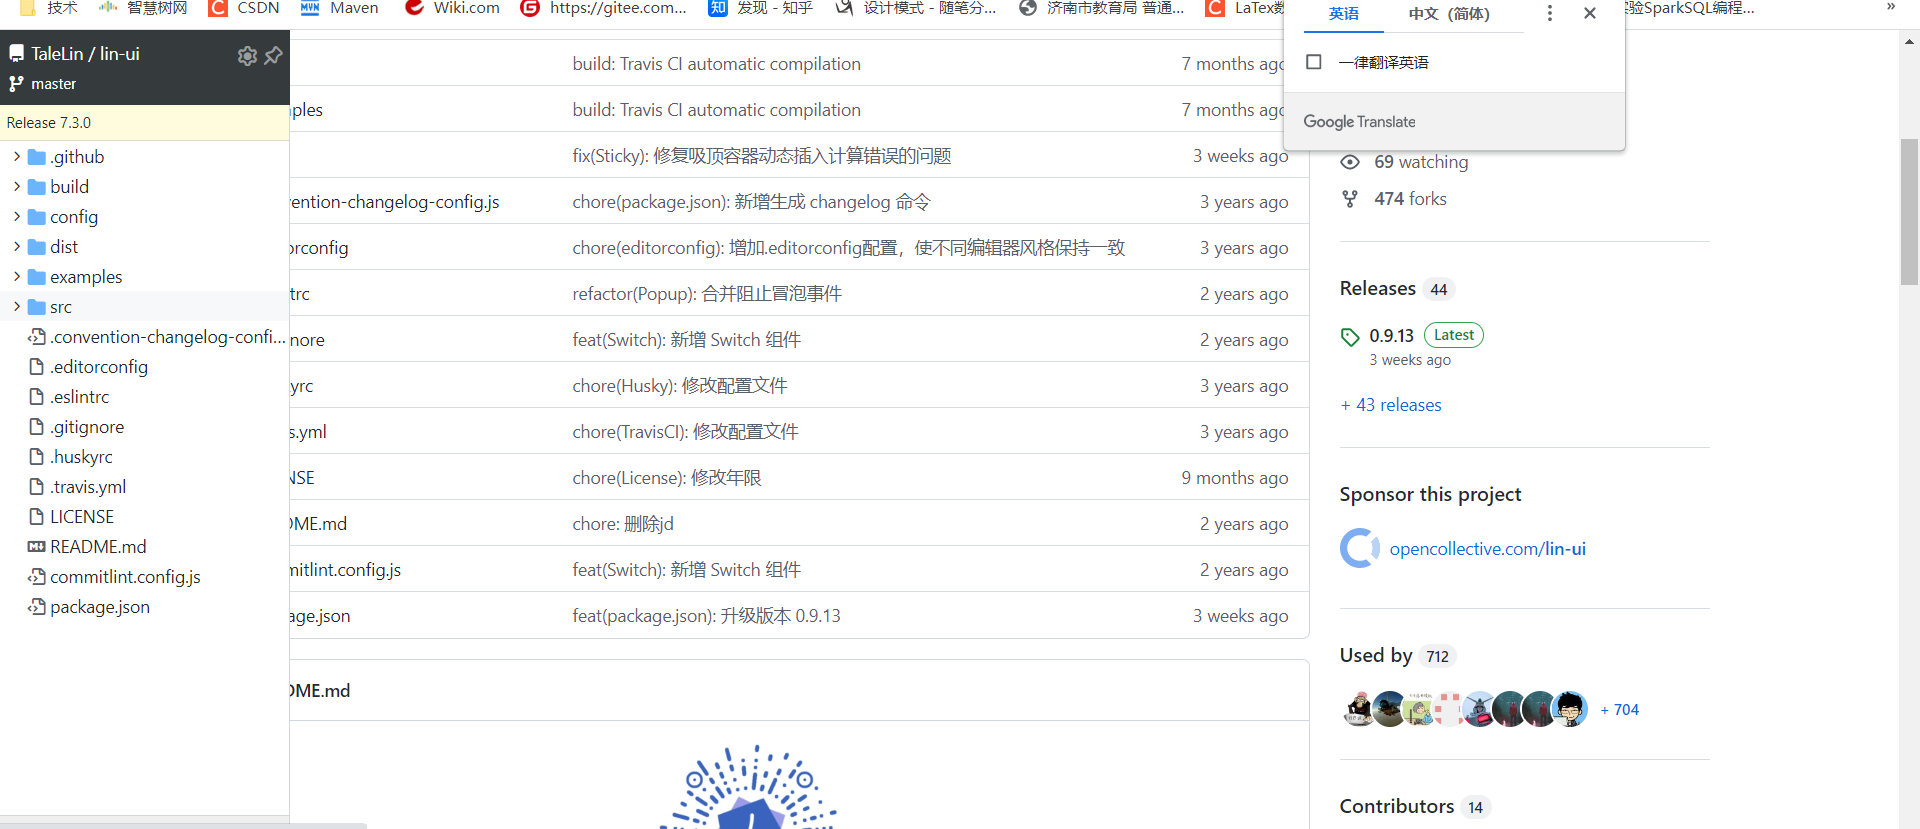 技术 智慧树网 CSDN Maven Wiki.com https://gitee.com... 发现 - 知乎 设计模式 - 随笔分... 济南市教育局 普通... LaTex数 验SparkSQL编程... »
英语 中文（简体）
一律翻译英语
Google Translate
TaleLin / lin-ui
master
Release 7.3.0
.github
build
config
dist
examples
src
.convention-changelog-confi...
.editorconfig
.eslintrc
.gitignore
.huskyrc
.travis.yml
LICENSE
README.md
commitlint.config.js
package.json
build: Travis CI automatic compilation 7 months ago
ples build: Travis CI automatic compilation 7 months ago
fix(Sticky): 修复吸顶容器动态插入计算错误的问题 3 weeks ago
vention-changelog-config.js chore(package.json): 新增生成 changelog 命令 3 years ago
orconfig chore(editorconfig): 增加.editorconfig配置，使不同编辑器风格保持一致 3 years ago
trc refactor(Popup): 合并阻止冒泡事件 2 years ago
nore feat(Switch): 新增 Switch 组件 2 years ago
yrc chore(Husky): 修改配置文件 3 years ago
s.yml chore(TravisCI): 修改配置文件 3 years ago
NSE chore(License): 修改年限 9 months ago
OME.md chore: 删除jd 2 years ago
mitlint.config.js feat(Switch): 新增 Switch 组件 2 years ago
age.json feat(package.json): 升级版本 0.9.13 3 weeks ago
OME.md
69 watching
474 forks
Releases 44
0.9.13 Latest
3 weeks ago
+ 43 releases
Sponsor this project
opencollective.com/lin-ui
Used by 712
+ 704
Contributors 14